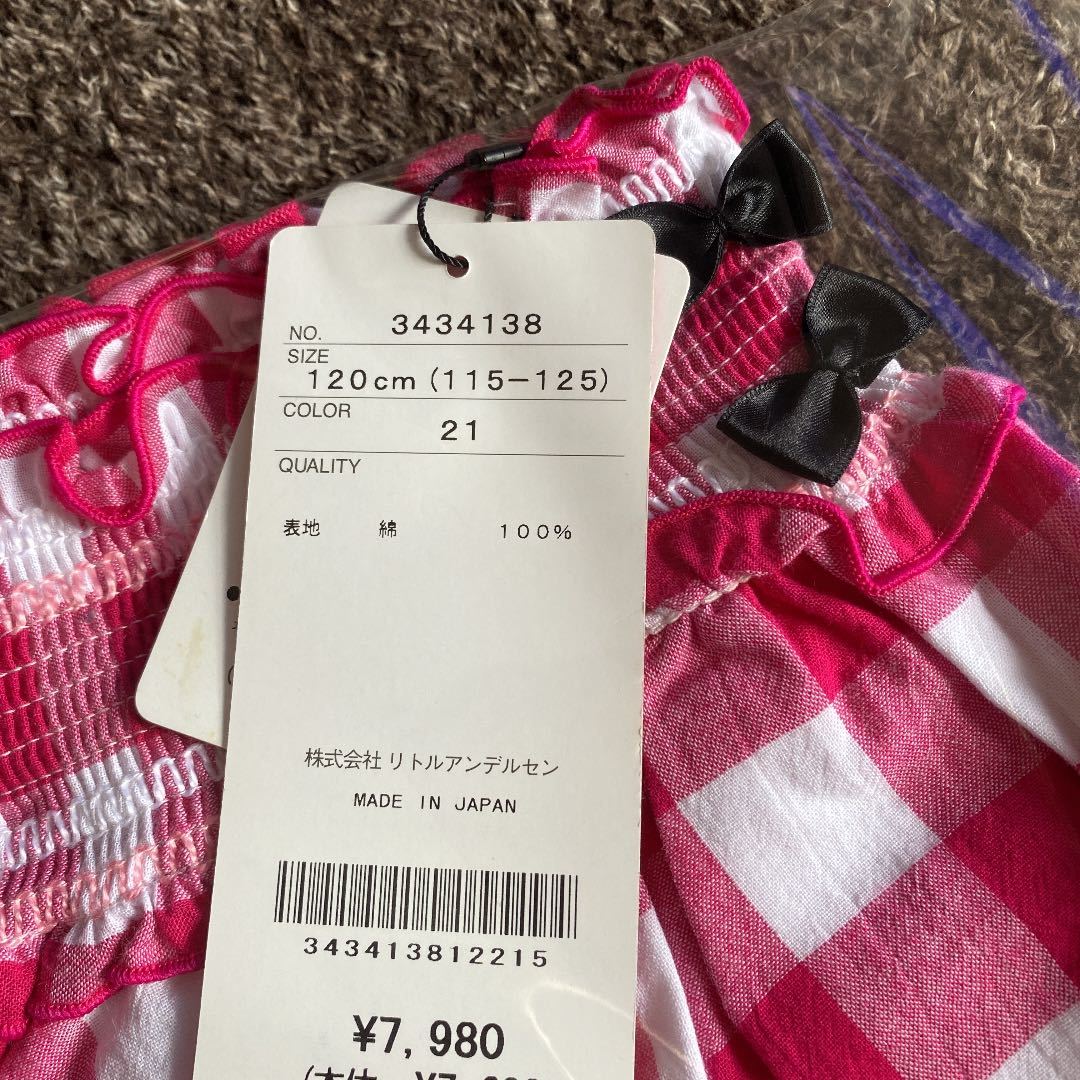 NO. 3434138
SIZE
120cm (115-125)
COLOR
21
QUALITY
表地 綿 100%
株式会社 リトルアンデルセン
MADE IN JAPAN
343413812215
¥7,980